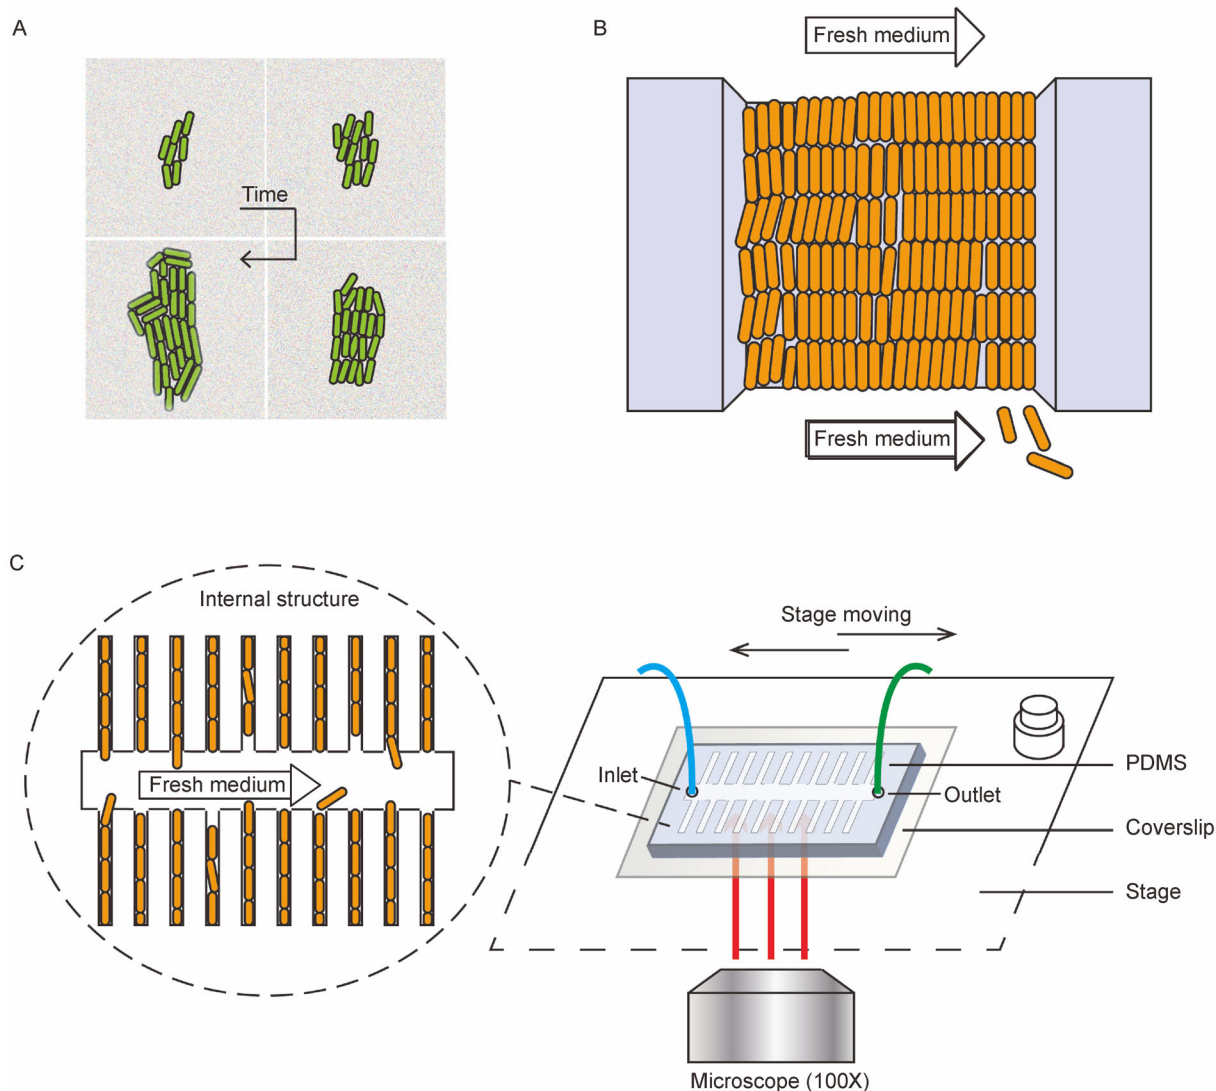 A
B
Fresh medium
Time
Fresh medium
C
Internal structure
Fresh medium
Stage moving
Inlet
Outlet
PDMS
Coverslip
Stage
Microscope (100X)